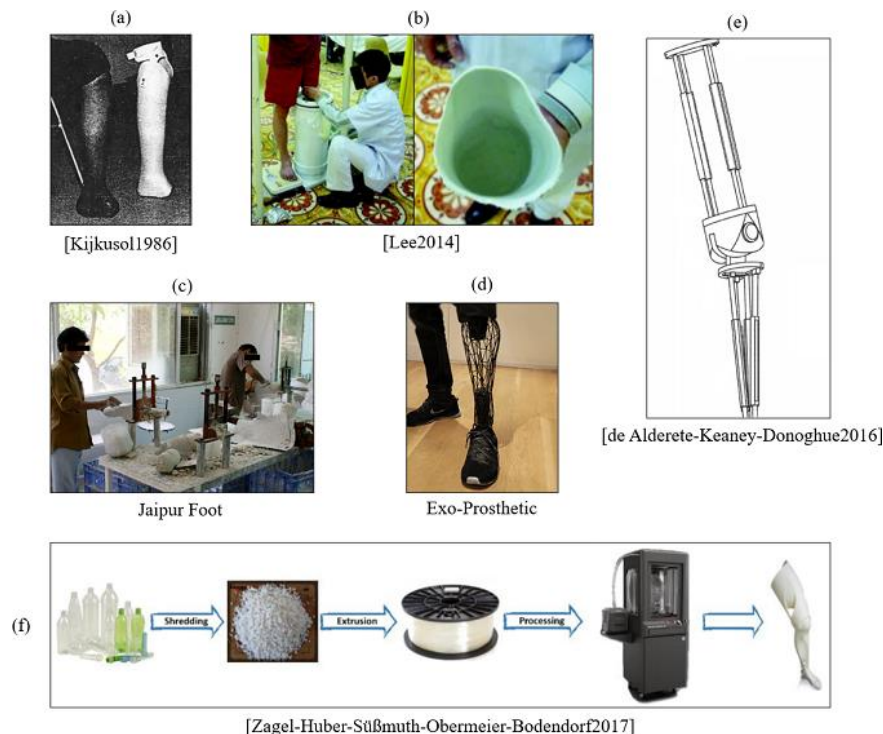 (a)
(b)
(e)
[Kijkusol1986]
[Lee2014]
(c)
(d)
[de Alderete-Keaney-Donoghue2016]
Jaipur Foot
Exo-Prosthetic
(f)
Shredding
Extrusion
Processing
[Zagel-Huber-Süßmuth-Obermeier-Bodendorf2017]